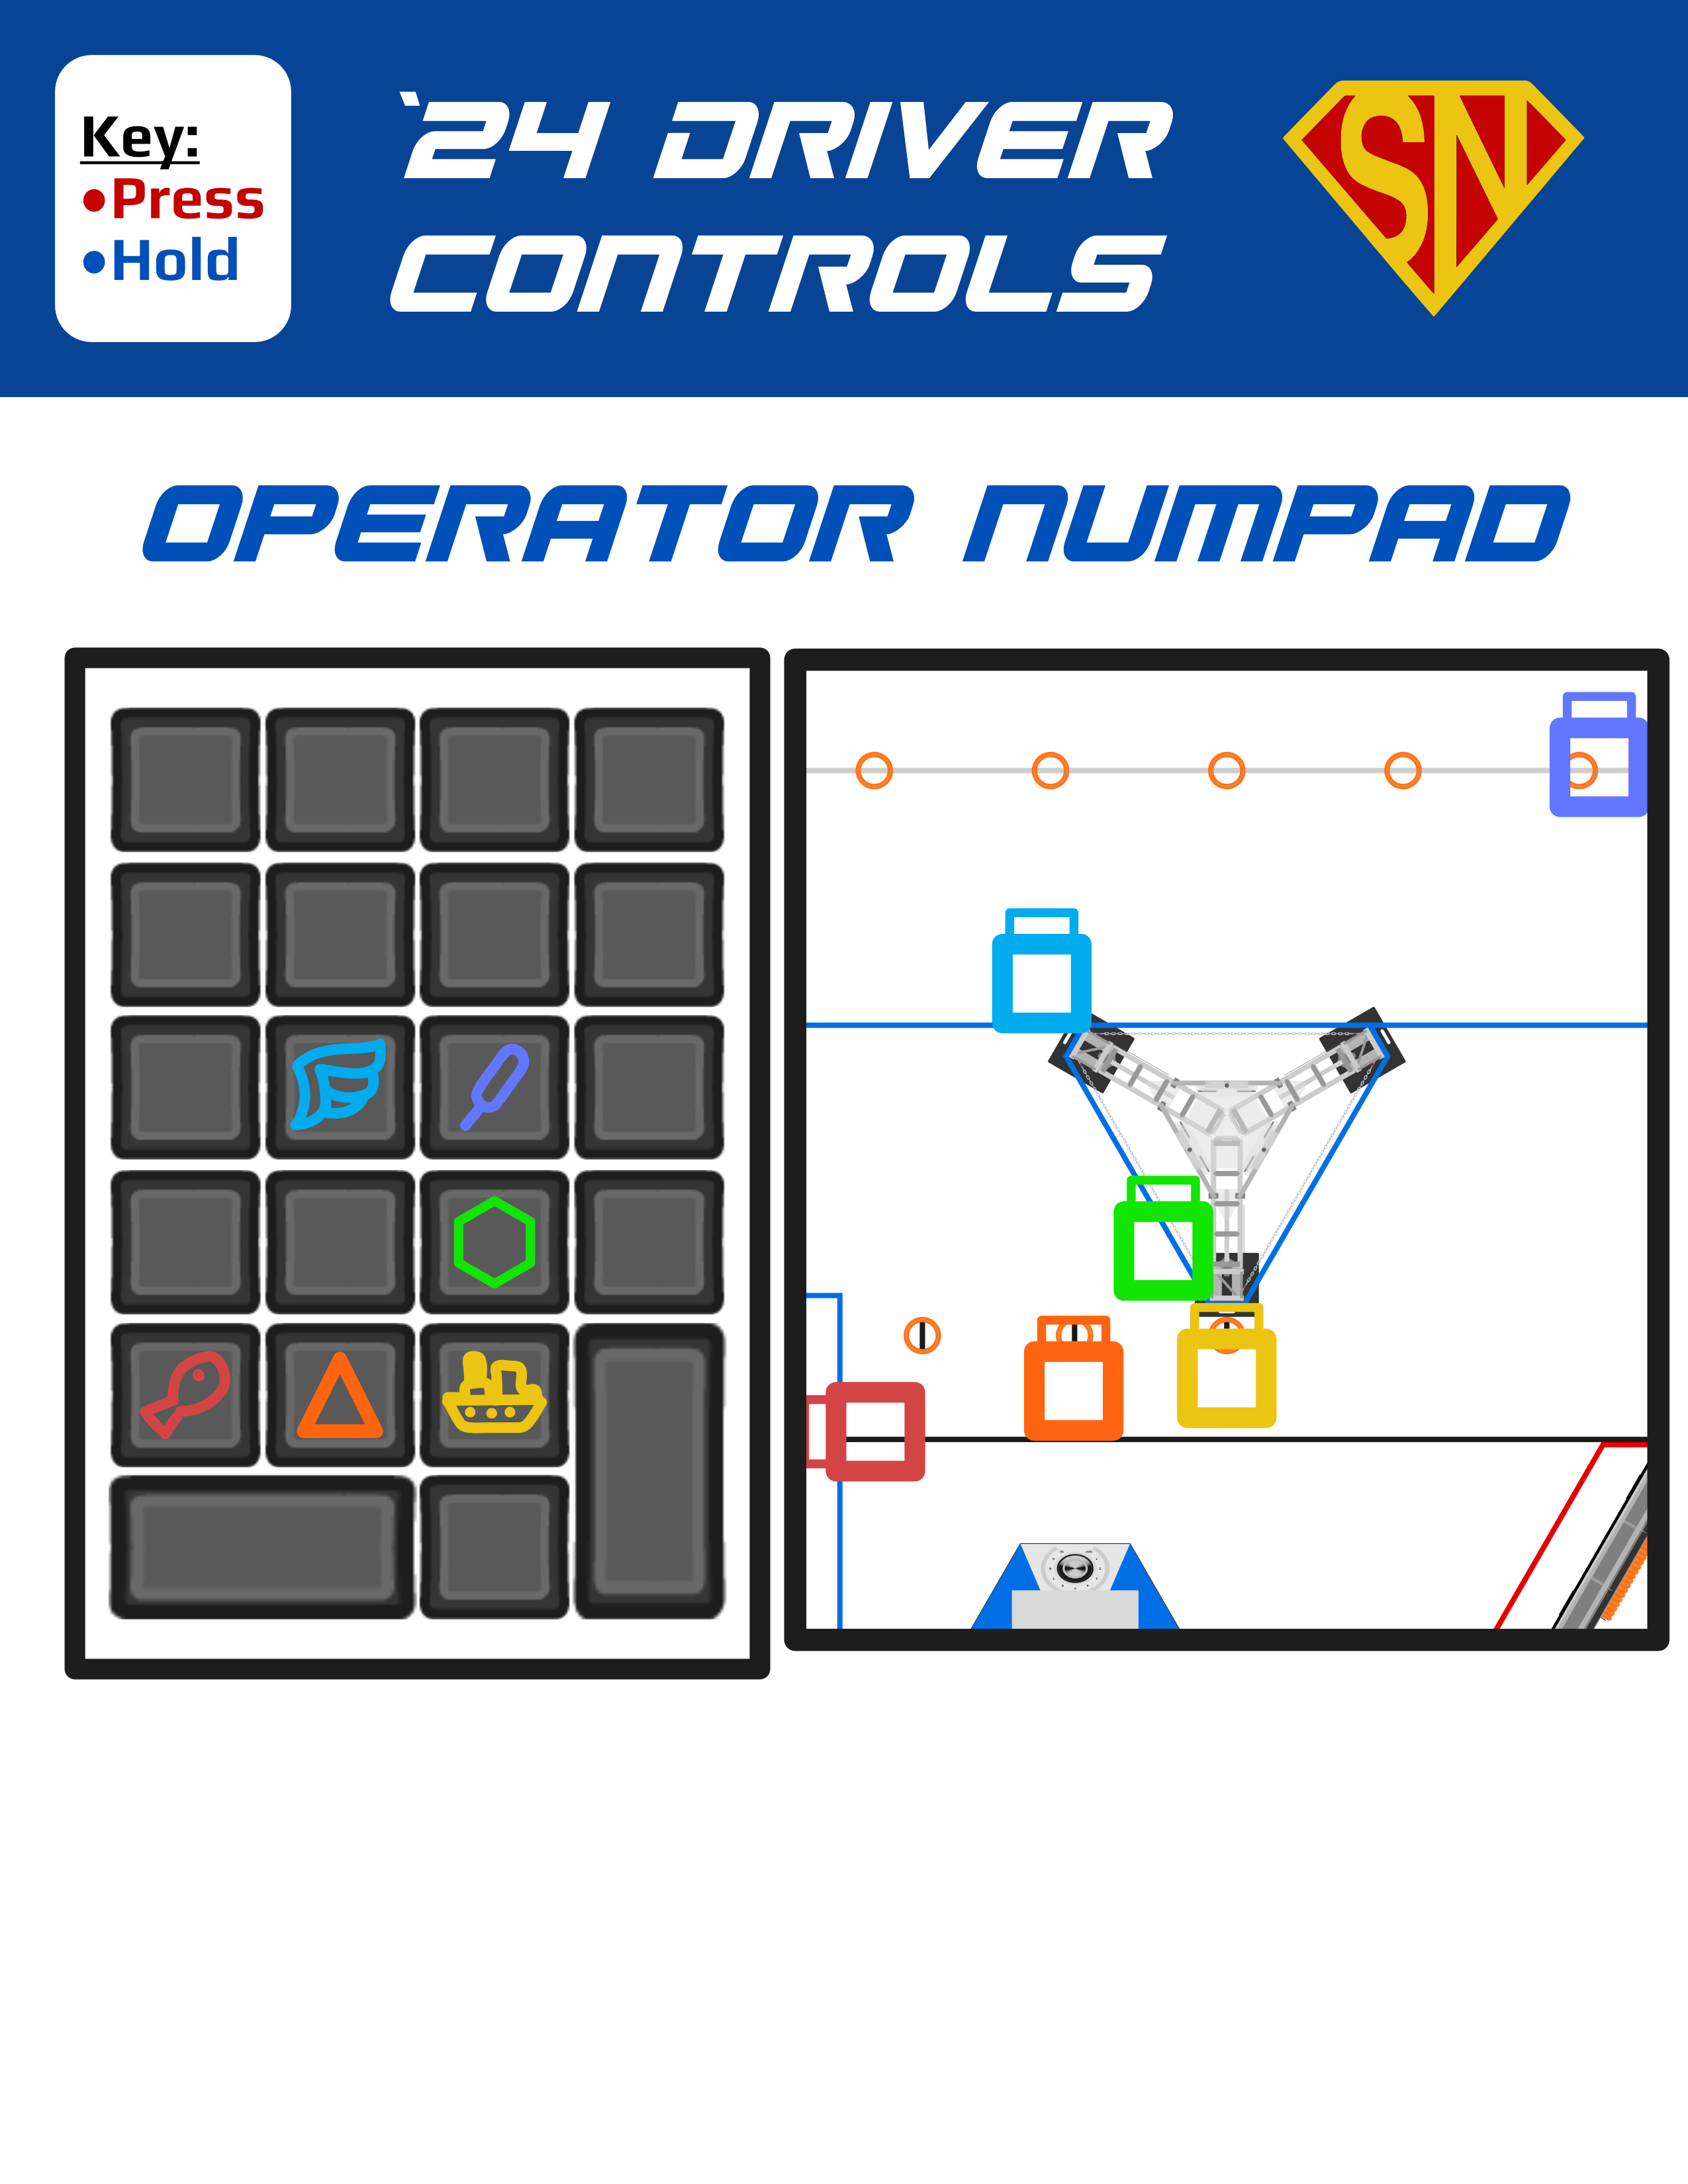 Key:
•Press
•Hold
`24 DRIVER
CONTROLS
SN
OPERATOR NUMPAD